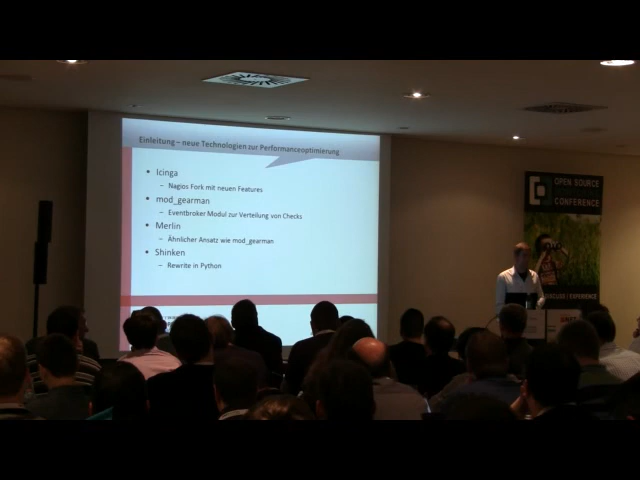 Einleitung – neue Technologien zur Performanceoptimierung
• Icinga
– Nagios Fork mit neuen Features
• mod_gearman
– Eventbroker Modul zur Verteilung von Checks
• Merlin
– Ähnlicher Ansatz wie mod_gearman
• Shinken
– Rewrite in Python
OPEN SOURCE
CONFERENCE
EXPERIENCE